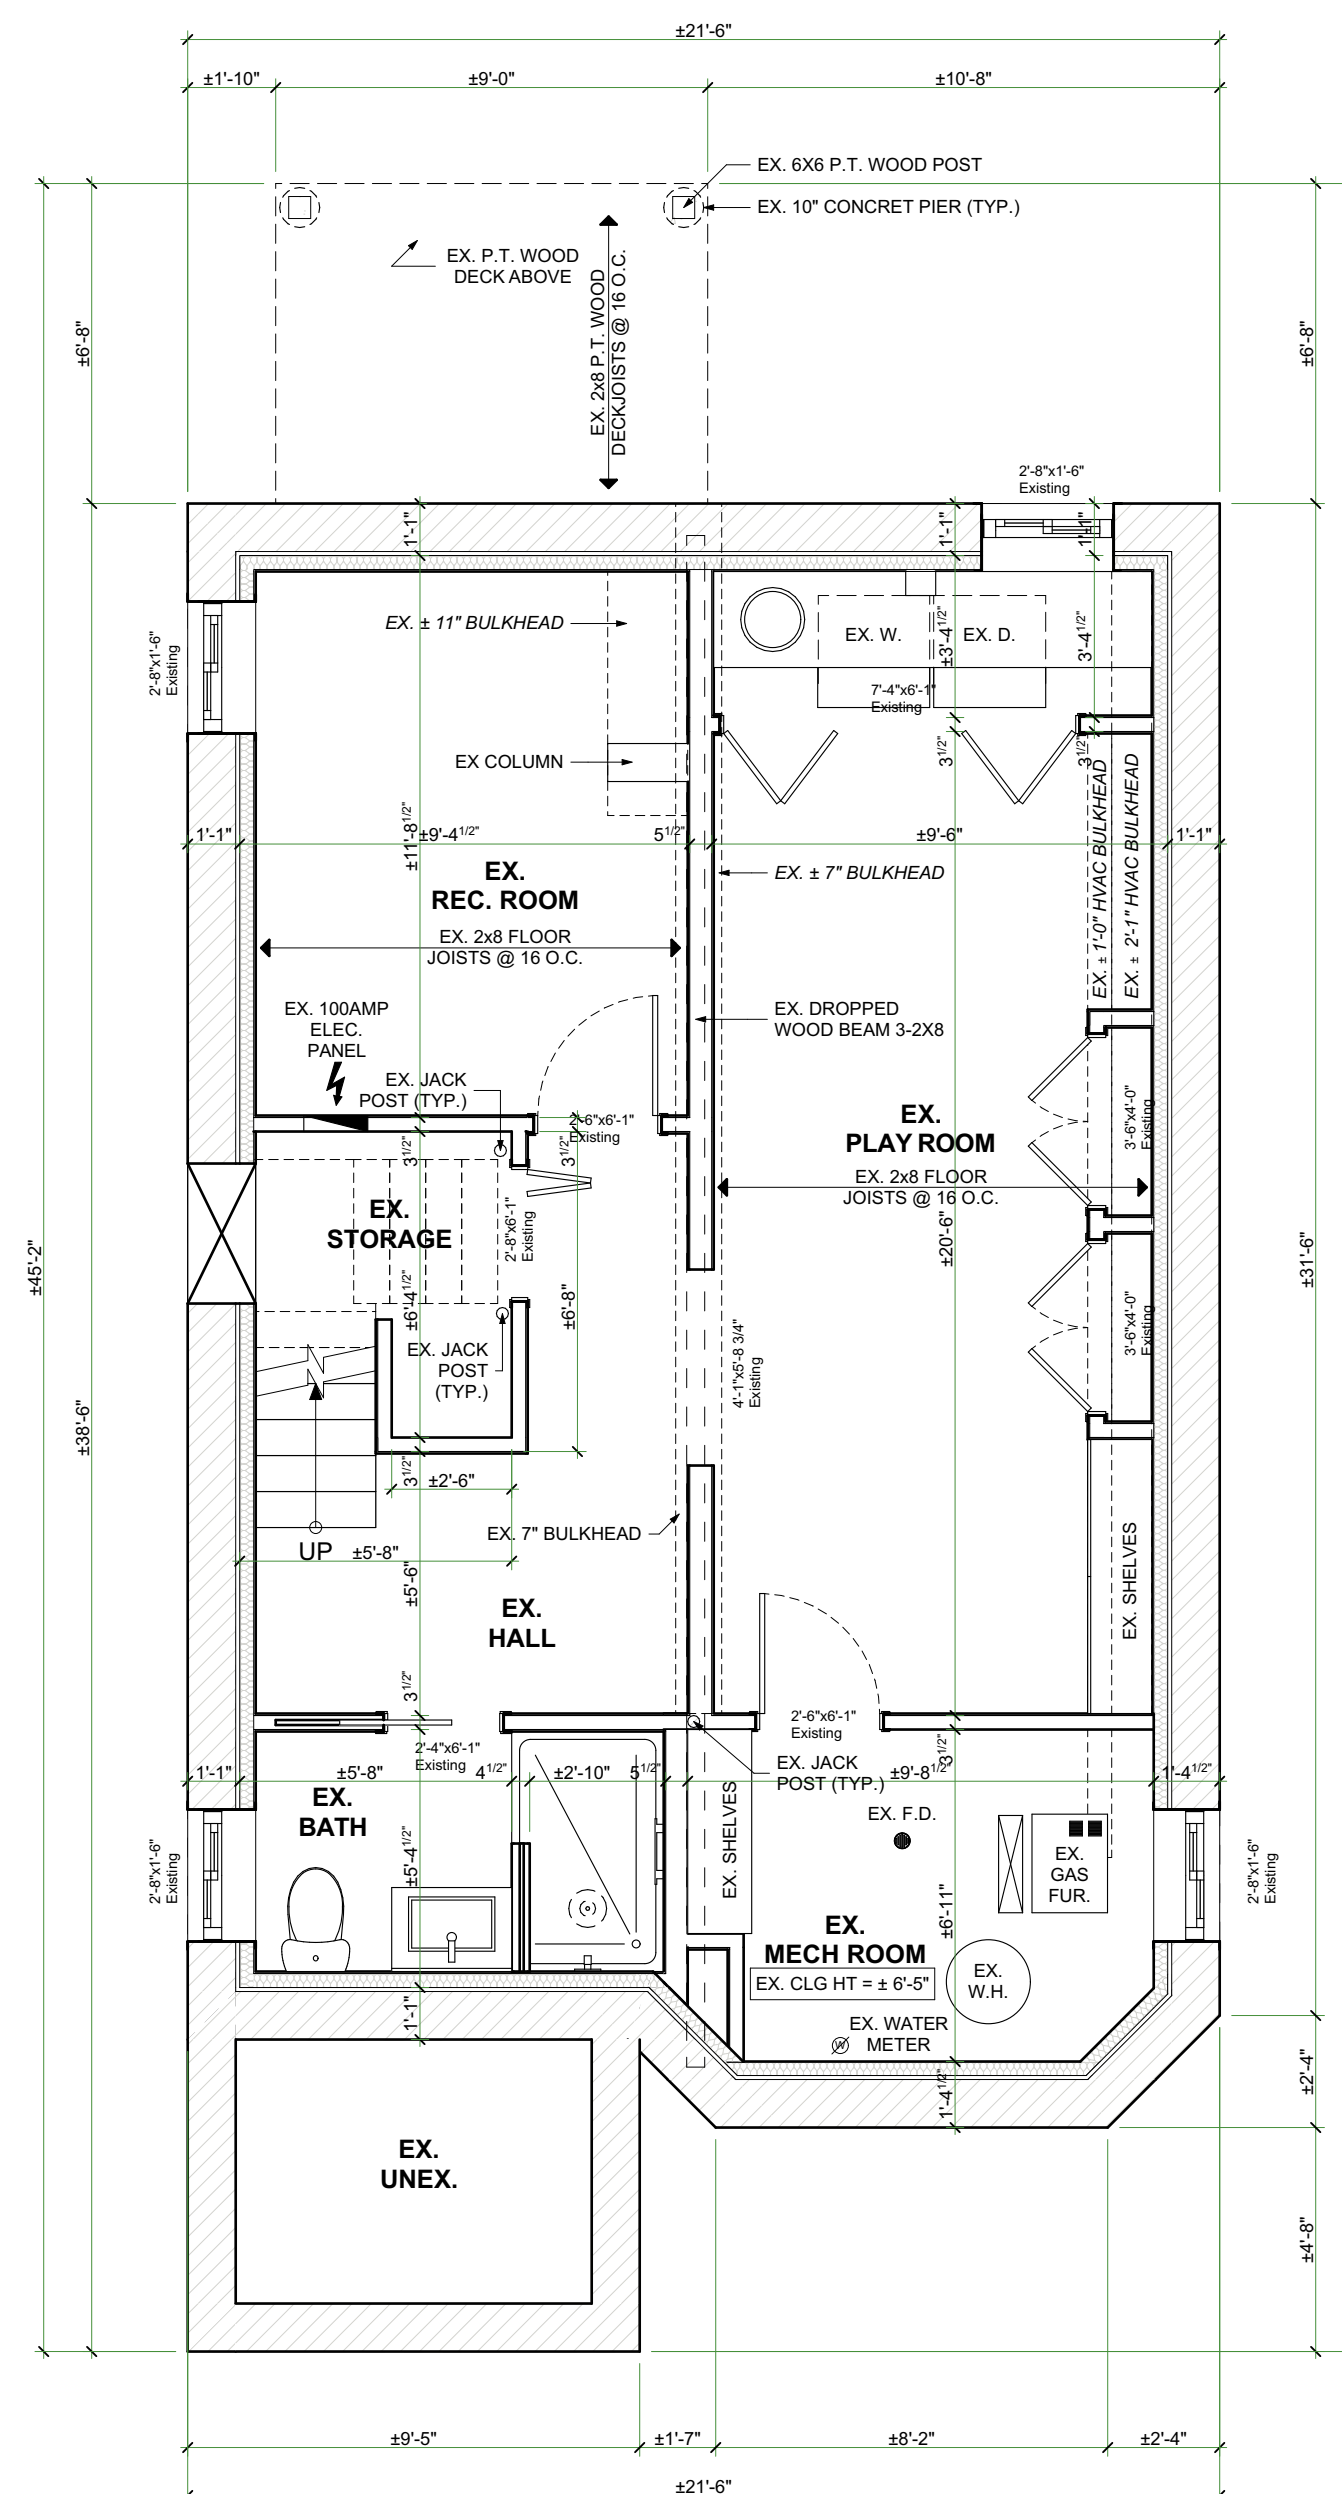 ±21'-6"
±1'-10"
±9'-0"
±10'-8"
EX. 6X6 P.T. WOOD POST
EX. 10" CONCRET PIER (TYP.)
EX. P.T. WOOD
DECK ABOVE
EX. 2x8 P.T. WOOD
DECKJOISTS @ 16 O.C.
±6'-8"
±6'-8"
2'-8"x1'-6"
Existing
1'-1"
1'-1"
1'-1"
EX. ± 11" BULKHEAD
EX. W.
EX. D.
±3'-4 1/2"
3'-4 1/2"
2'-8"x1'-6"
Existing
7'-4"x6'-1"
Existing
3 1/2"
3 1/2"
EX COLUMN
±11'-8 1/2"
1'-1"
±9'-4 1/2"
5 1/2"
±9'-6"
1'-1"
EX. ± 1'-0" HVAC BULKHEAD
EX. ± 2'-1" HVAC BULKHEAD
EX. ± 7" BULKHEAD
EX.
REC. ROOM
EX. 2x8 FLOOR
JOISTS @ 16 O.C.
EX. 100AMP
ELEC.
PANEL
EX. DROPPED
WOOD BEAM 3-2X8
EX. JACK
POST (TYP.)
2'-6"x6'-1"
Existing
3 1/2"
3 1/2"
EX.
PLAY ROOM
EX. 2x8 FLOOR
JOISTS @ 16 O.C.
3'-6"x4'-0"
Existing
EX.
STORAGE
2'-8"x6'-1"
Existing
±20'-6"
±45'-2"
±31'-6"
±6'-4 1/2"
±6'-8"
3'-6"x4'-0"
Existing
EX. JACK
POST
(TYP.)
4'-1"x5'-8 3/4"
Existing
±38'-6"
3 1/2"
±2'-6"
EX. 7" BULKHEAD
UP
±5'-8"
±5'-6"
EX. SHELVES
EX.
HALL
3 1/2"
2'-4"x6'-1"
Existing
2'-6"x6'-1"
Existing
3 1/2"
EX. JACK
POST (TYP.)
1'-1"
±5'-8"
4 1/2"
±2'-10"
5 1/2"
±9'-8 1/2"
1'-4 1/2"
EX.
BATH
EX. SHELVES
EX. F.D.
EX.
GAS
FUR.
2'-8"x1'-6"
Existing
±5'-4 1/2"
2'-8"x1'-6"
Existing
±6'-11"
EX.
MECH ROOM
EX. CLG HT = ± 6'-5"
EX.
W.H.
EX. WATER
METER
W
1'-1"
1'-4 1/2"
±2'-4"
EX.
UNEX.
±4'-8"
±9'-5"
±1'-7"
±8'-2"
±2'-4"
±21'-6"